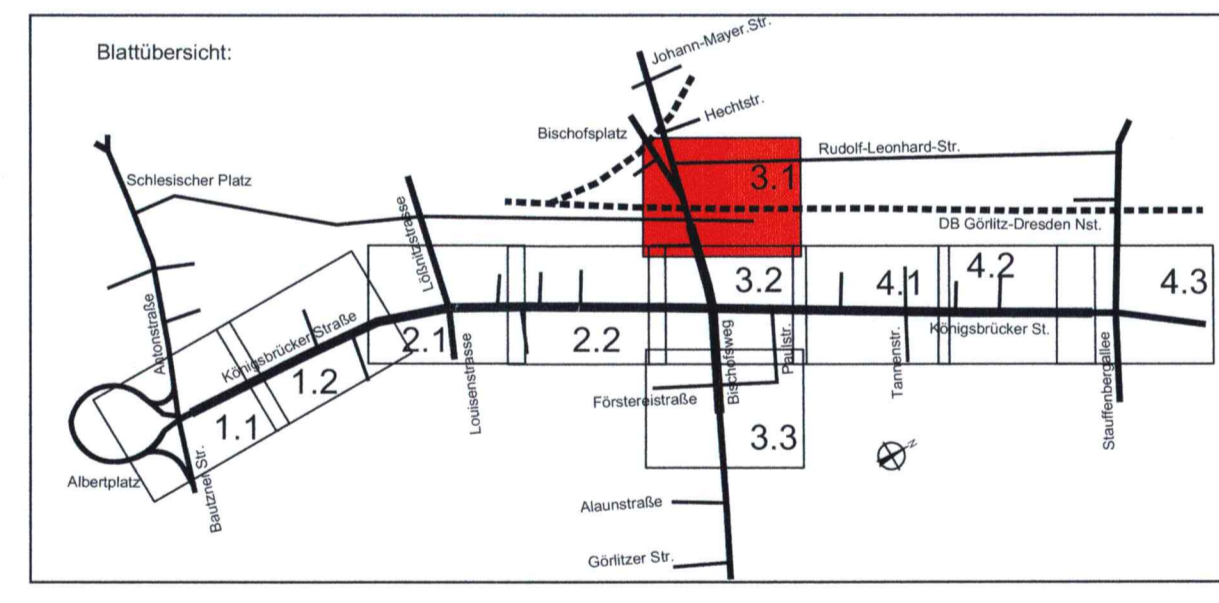 Blattübersicht:
Johann-Mayer.Str.
Hechtstr.
Bischofsplatz
Rudolf-Leonhard-Str.
3.1
Schlesischer Platz
DB Görlitz-Dresden Nst.
Lößnitzstrasse
3.2
4.1
4.2
4.3
Antonstraße
Königsbrücker Straße
2.1
2.2
Königsbrücker St.
1.2
1.1
Louisenstrasse
Bischofsweg
Paulstr.
Tannenstr.
Stauffenbergallee
Förstereistraße
3.3
N
Albertplatz
Bautzner Str.
Alaunstraße
Görlitzer Str.